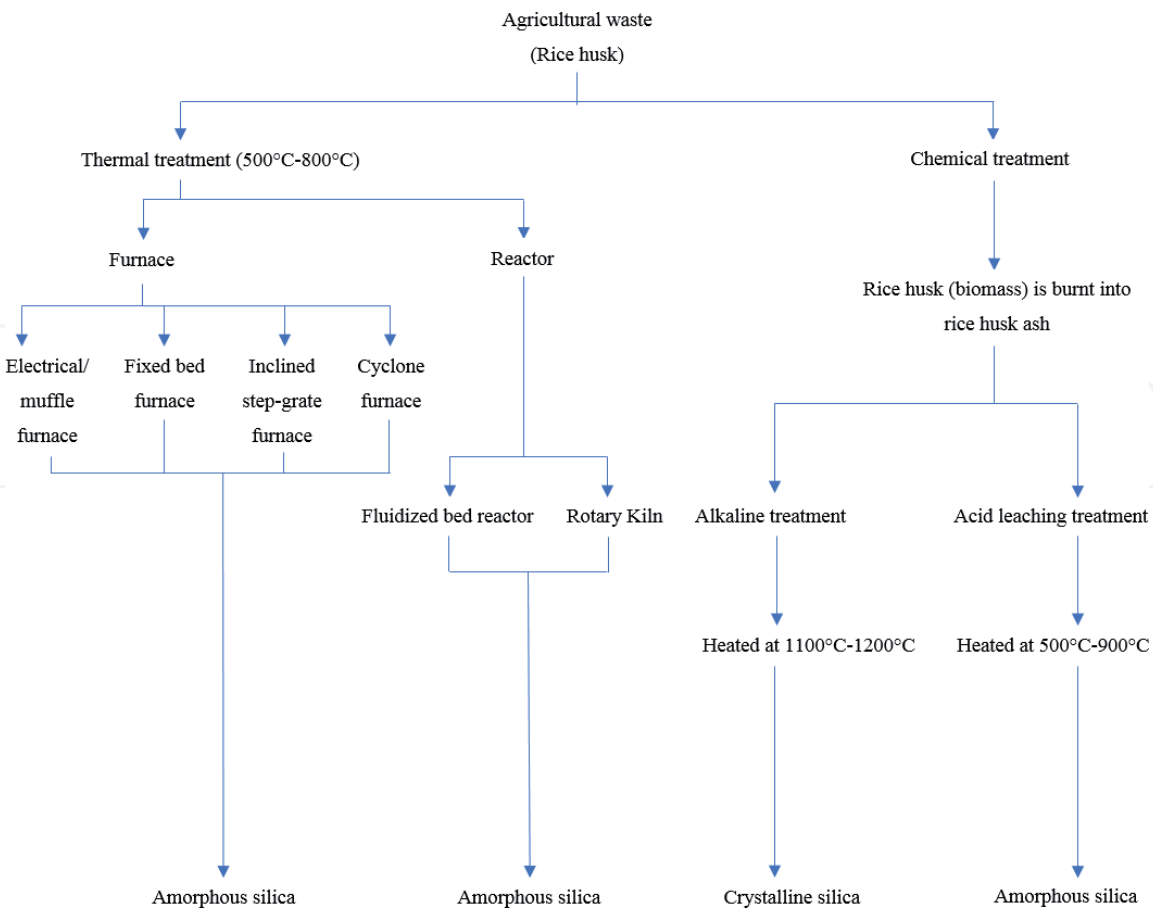 Agricultural waste
(Rice husk)
Thermal treatment (500°C-800°C)
Chemical treatment
Furnace
Reactor
Rice husk (biomass) is burnt into
rice husk ash
Electrical/
muffle
furnace
Fixed bed
furnace
Inclined
step-grate
furnace
Cyclone
furnace
Fluidized bed reactor
Rotary Kiln
Alkaline treatment
Acid leaching treatment
Heated at 1100°C-1200°C
Heated at 500°C-900°C
Amorphous silica
Amorphous silica
Crystalline silica
Amorphous silica